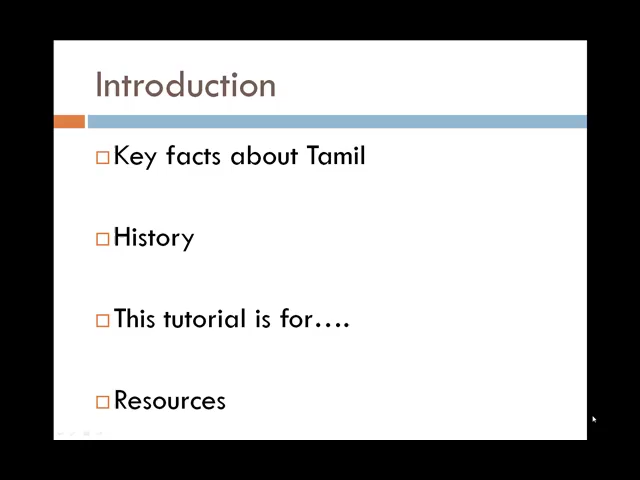 Introduction
Key facts about Tamil
History
This tutorial is for….
Resources